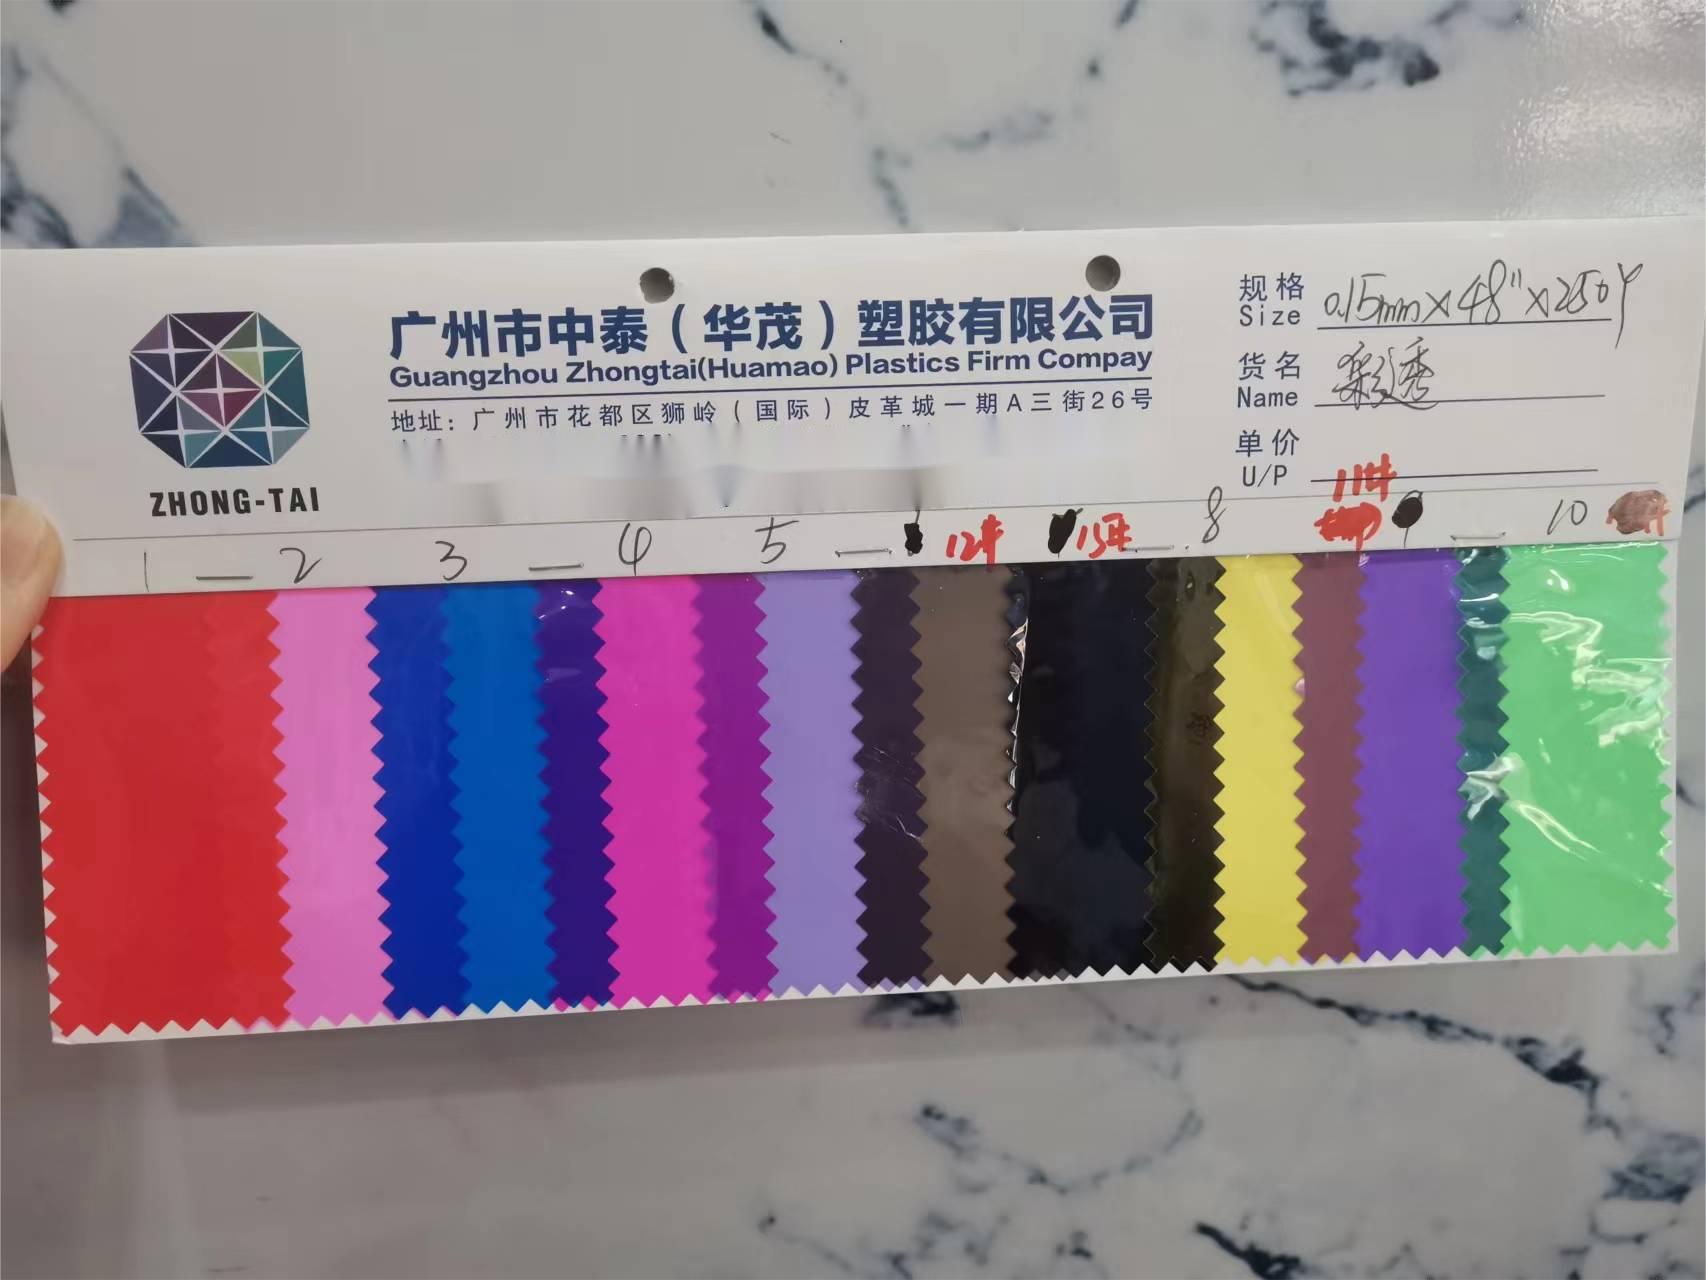 广州市中泰（华茂）塑胶有限公司
Guangzhou Zhongtai(Huamao) Plastics Firm Compay
地址：广州市花都区狮岭（国际）皮革城一期A三街26号
ZHONG-TAI
规格 0.15mm×48"×250Y
Size
货名 彩透
Name
单价
U/P
11#
1 2 3 4 5 12# 15# 8 9 10